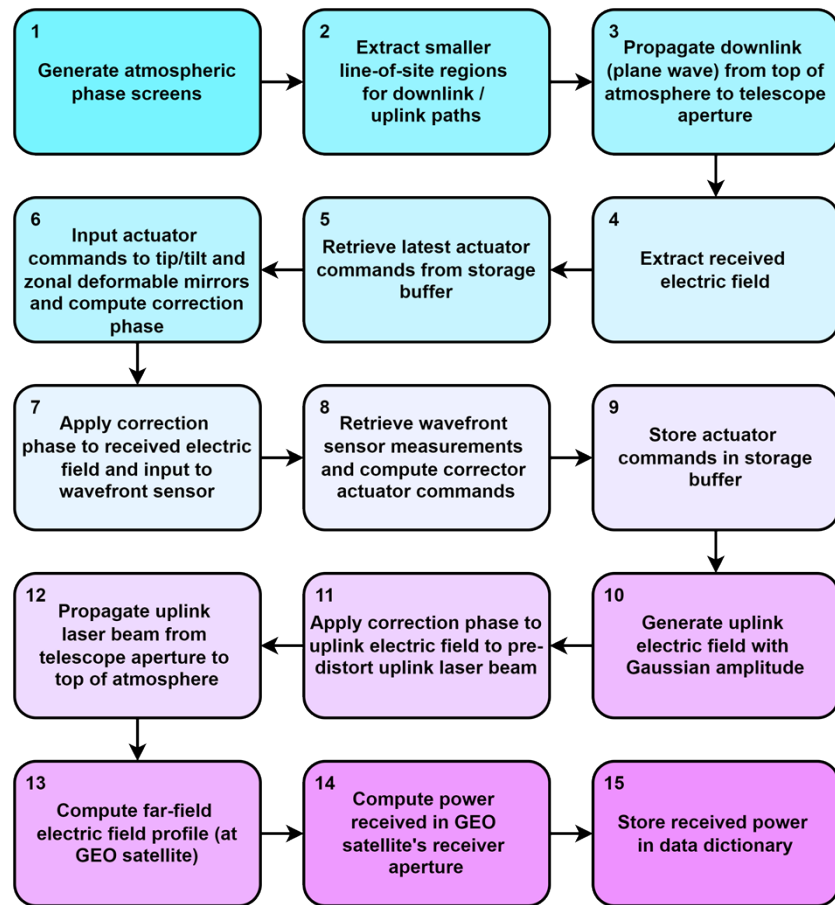 1
Generate atmospheric
phase screens
2
Extract smaller
line-of-site regions
for downlink /
uplink paths
3
Propagate downlink
(plane wave) from top of
atmosphere to telescope
aperture
4
Extract received
electric field
5
Retrieve latest actuator
commands from storage
buffer
6
Input actuator
commands to tip/tilt and
zonal deformable mirrors
and compute correction
phase
7
Apply correction
phase to received electric
field and input to
wavefront sensor
8
Retrieve wavefront
sensor measurements
and compute corrector
actuator commands
9
Store actuator
commands in storage
buffer
10
Generate uplink
electric field with
Gaussian amplitude
11
Apply correction phase to
uplink electric field to pre-
distort uplink laser beam
12
Propagate uplink
laser beam from
telescope aperture to
top of atmosphere
13
Compute far-field
electric field profile (at
GEO satellite)
14
Compute power
received in GEO
satellite's receiver
aperture
15
Store received power
in data dictionary